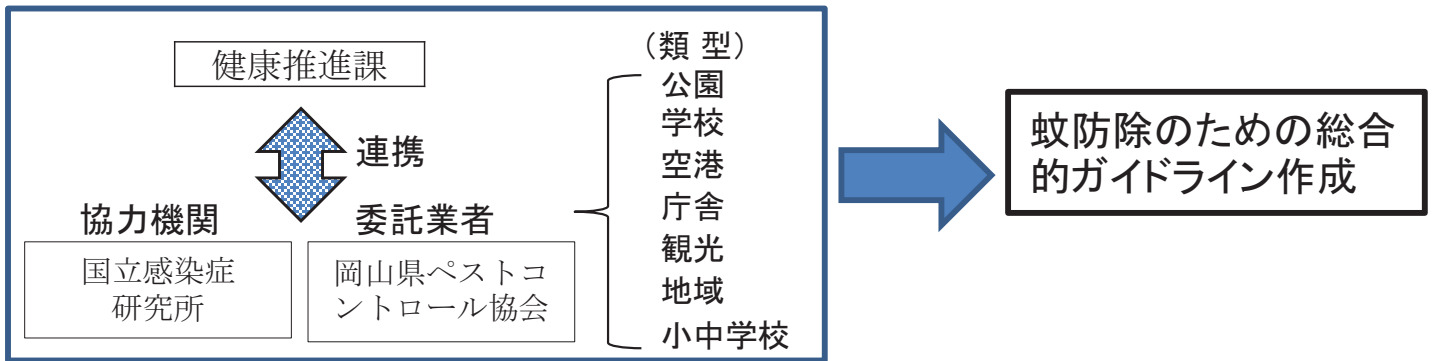 健康推進課
連携
協力機関
国立感染症
研究所
委託業者
岡山県ペストコ
ントロール協会
（類 型）
公園
学校
空港
庁舎
観光
地域
小中学校
蚊防除のための総合
的ガイドライン作成